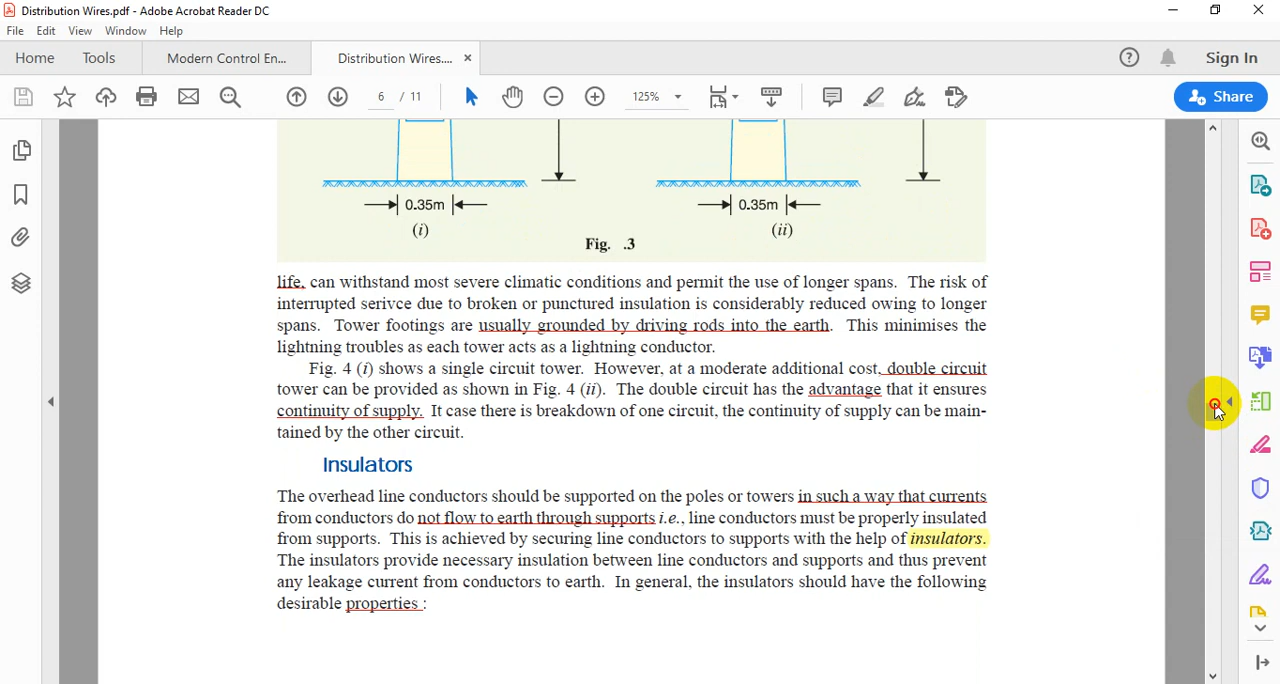 Distribution Wires.pdf - Adobe Acrobat Reader DC
File Edit View Window Help
Home Tools Modern Control En... Distribution Wires.... Sign In
6 / 11 125% Share
0.35m 0.35m
(i) (ii)
Fig. .3
life, can withstand most severe climatic conditions and permit the use of longer spans. The risk of
interrupted serivce due to broken or punctured insulation is considerably reduced owing to longer
spans. Tower footings are usually grounded by driving rods into the earth. This minimises the
lightning troubles as each tower acts as a lightning conductor.
Fig. 4 (i) shows a single circuit tower. However, at a moderate additional cost, double circuit
tower can be provided as shown in Fig. 4 (ii). The double circuit has the advantage that it ensures
continuity of supply. It case there is breakdown of one circuit, the continuity of supply can be main-
tained by the other circuit.
Insulators
The overhead line conductors should be supported on the poles or towers in such a way that currents
from conductors do not flow to earth through supports i.e., line conductors must be properly insulated
from supports. This is achieved by securing line conductors to supports with the help of insulators.
The insulators provide necessary insulation between line conductors and supports and thus prevent
any leakage current from conductors to earth. In general, the insulators should have the following
desirable properties :